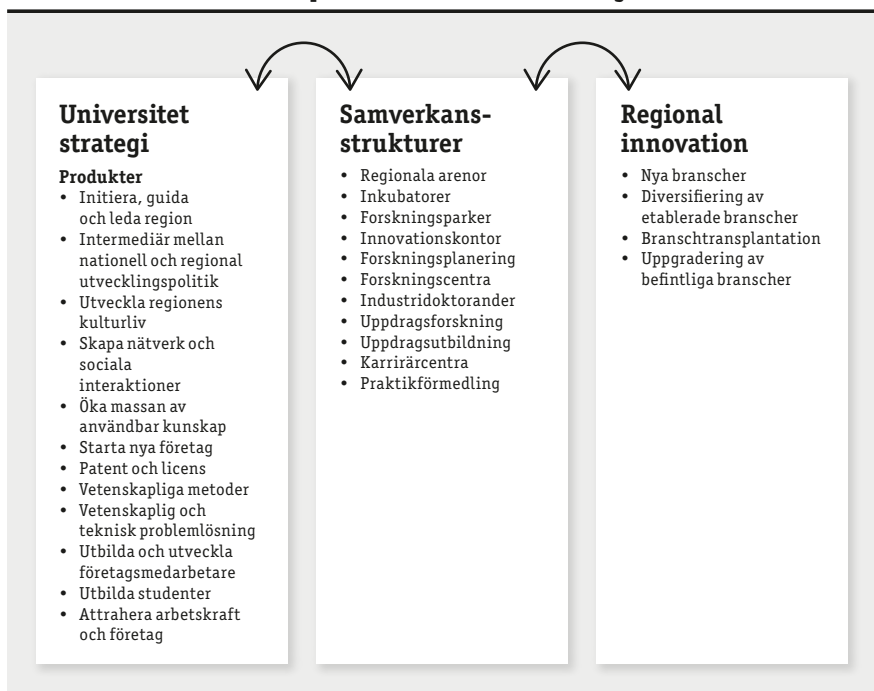 Universitet
strategi
Produkter
• Initiera, guida
och leda region
• Intermediär mellan
nationell och regional
utvecklingspolitik
• Utveckla regionens
kulturliv
• Skapa nätverk och
sociala
interaktioner
• Öka massan av
användbar kunskap
• Starta nya företag
• Patent och licens
• Vetenskapliga metoder
• Vetenskaplig och
teknisk problemlösning
• Utbilda och utveckla
företagsmedarbetare
• Utbilda studenter
• Attrahera arbetskraft
och företag
Samverkans-
strukturer
• Regionala arenor
• Inkubatorer
• Forskningsparker
• Innovationskontor
• Forskningsplanering
• Forskningscentra
• Industridoktorander
• Uppdragsforskning
• Uppdragsutbildning
• Karrirärcentra
• Praktikförmedling
Regional
innovation
• Nya branscher
• Diversifiering av
etablerade branscher
• Branschtransplantation
• Uppgradering av
befintliga branscher